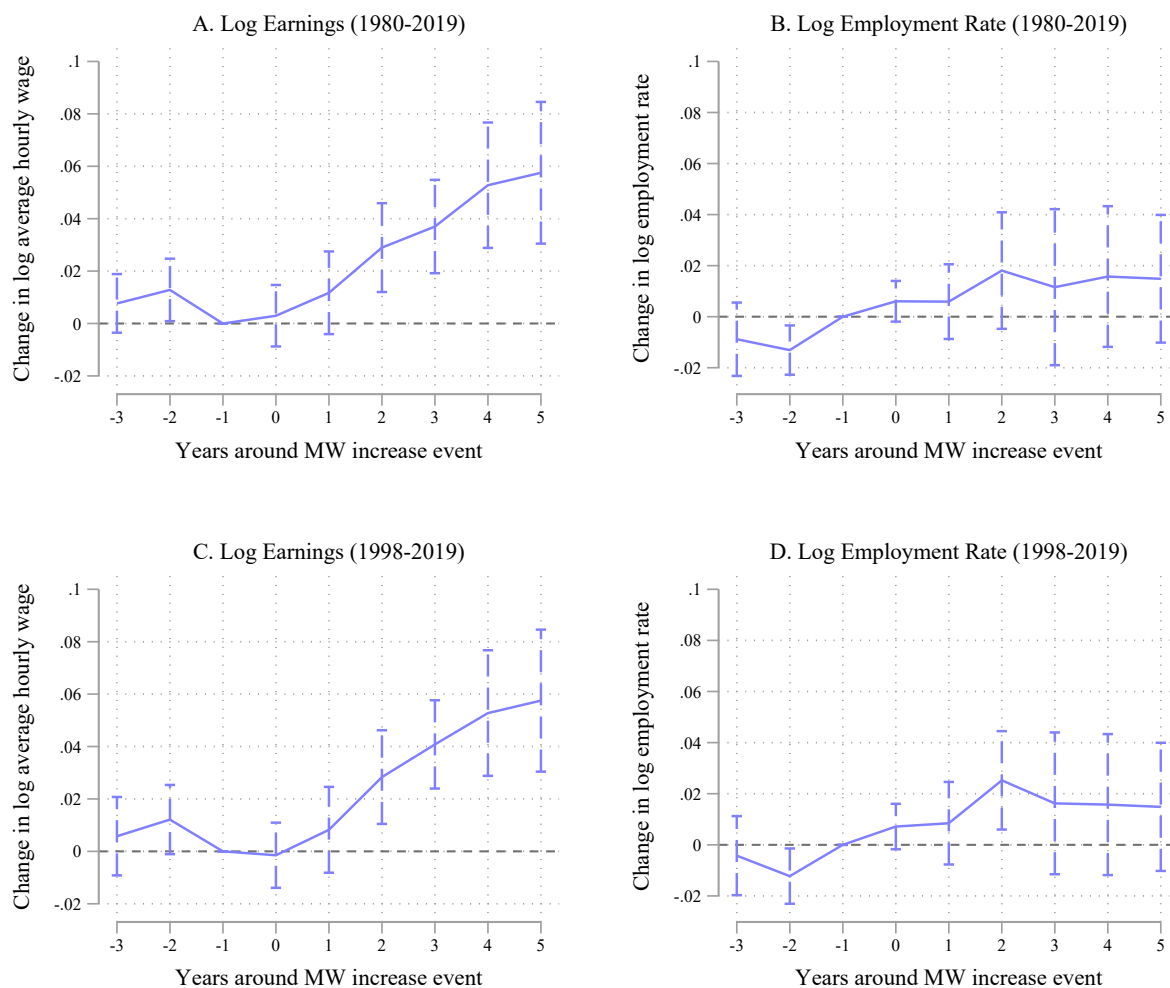 A. Log Earnings (1980-2019)
Change in log average hourly wage
.1
.08
.06
.04
.02
0
-.02
-3 -2 -1 0 1 2 3 4 5
Years around MW increase event
B. Log Employment Rate (1980-2019)
Change in log employment rate
.1
.08
.06
.04
.02
0
-.02
-3 -2 -1 0 1 2 3 4 5
Years around MW increase event
C. Log Earnings (1998-2019)
Change in log average hourly wage
.1
.08
.06
.04
.02
0
-.02
-3 -2 -1 0 1 2 3 4 5
Years around MW increase event
D. Log Employment Rate (1998-2019)
Change in log employment rate
.1
.08
.06
.04
.02
0
-.02
-3 -2 -1 0 1 2 3 4 5
Years around MW increase event